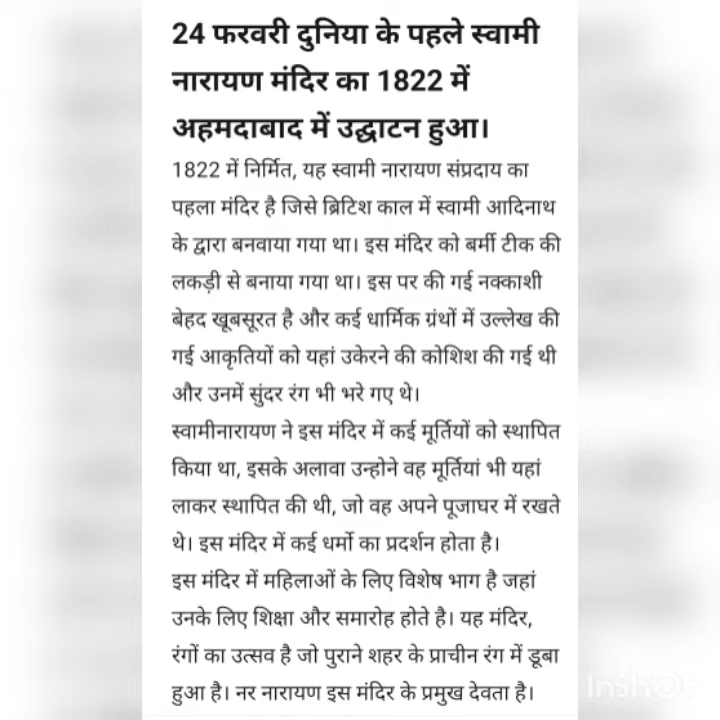 24 फरवरी दुनिया के पहले स्वामी
नारायण मंदिर का 1822 में
अहमदाबाद में उद्घाटन हुआ।
1822 में निर्मित, यह स्वामी नारायण संप्रदाय का
पहला मंदिर है जिसे ब्रिटिश काल में स्वामी आदिनाथ
के द्वारा बनवाया गया था। इस मंदिर को बर्मी टीक की
लकड़ी से बनाया गया था। इस पर की गई नक्काशी
बेहद खूबसूरत है और कई धार्मिक ग्रंथों में उल्लेख की
गई आकृतियों को यहां उकेरने की कोशिश की गई थी
और उनमें सुंदर रंग भी भरे गए थे।
स्वामीनारायण ने इस मंदिर में कई मूर्तियों को स्थापित
किया था, इसके अलावा उन्होने वह मूर्तियां भी यहां
लाकर स्थापित की थी, जो वह अपने पूजाघर में रखते
थे। इस मंदिर में कई धर्मो का प्रदर्शन होता है।
इस मंदिर में महिलाओं के लिए विशेष भाग है जहां
उनके लिए शिक्षा और समारोह होते है। यह मंदिर,
रंगों का उत्सव है जो पुराने शहर के प्राचीन रंग में डूबा
हुआ है। नर नारायण इस मंदिर के प्रमुख देवता है।
InShOt